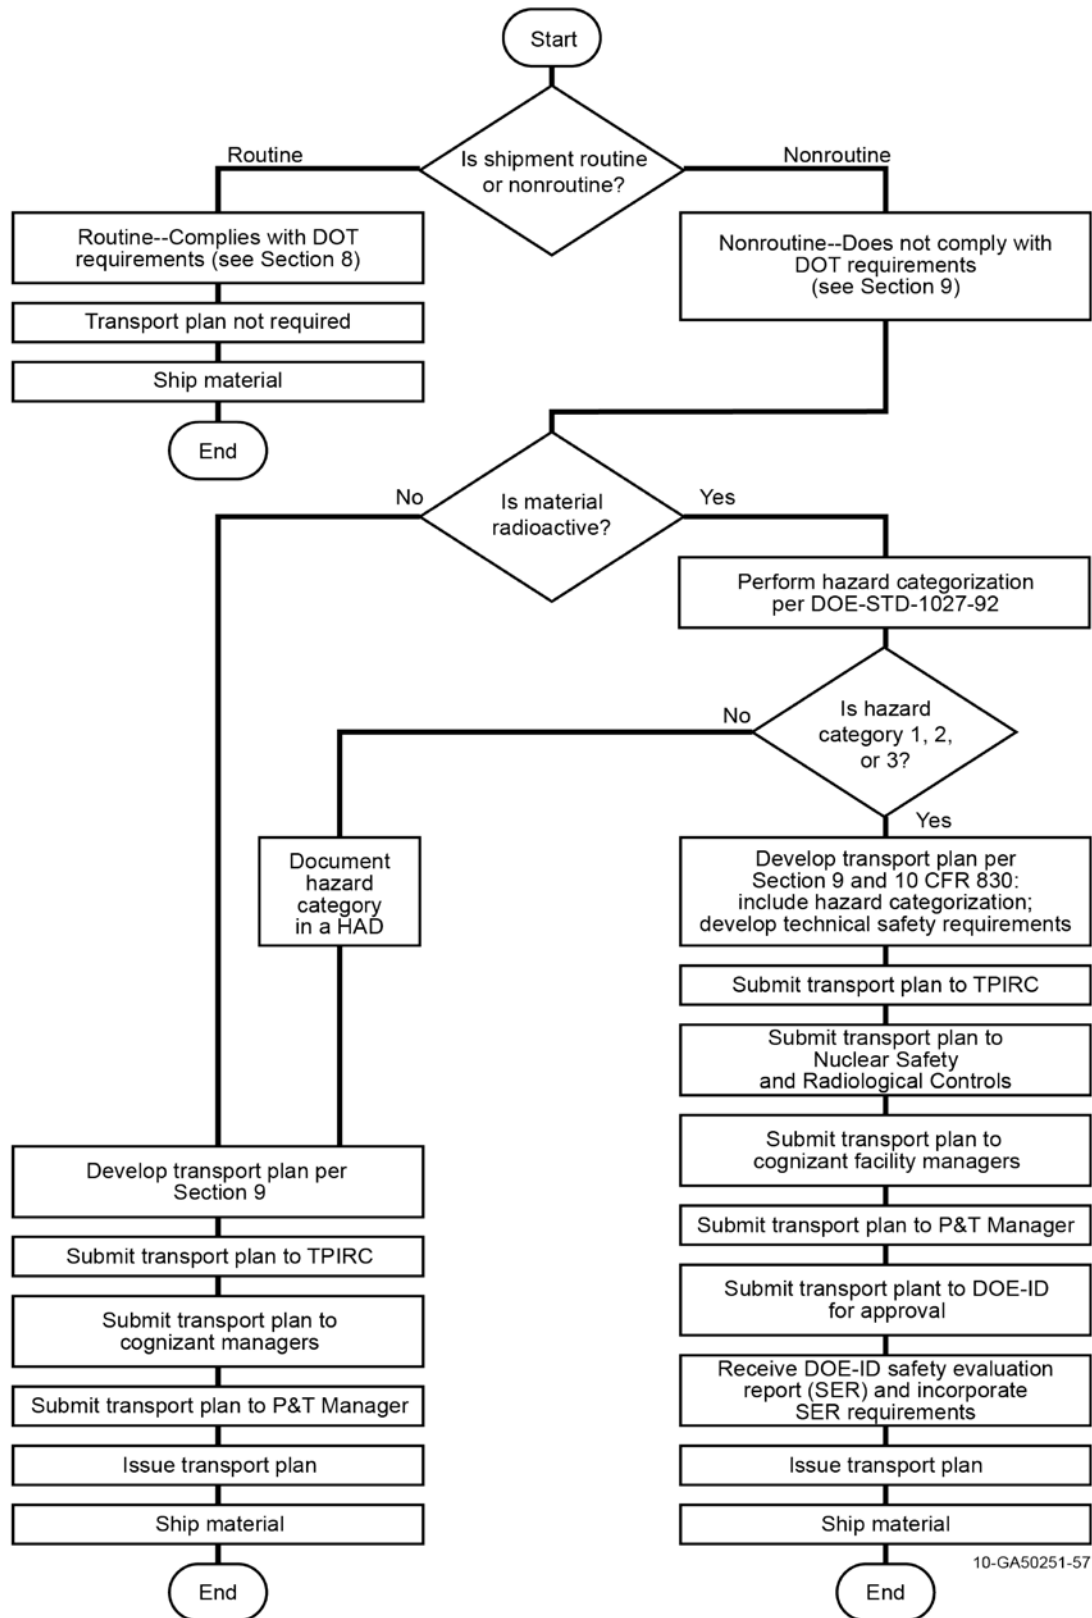 Start
Is shipment routine
or nonroutine?
Routine
Nonroutine
Routine--Complies with DOT
requirements (see Section 8)
Transport plan not required
Ship material
End
Nonroutine--Does not comply with
DOT requirements
(see Section 9)
Is material
radioactive?
No
Yes
Perform hazard categorization
per DOE-STD-1027-92
Is hazard
category 1, 2,
or 3?
No
Yes
Document
hazard
category
in a HAD
Develop transport plan per
Section 9
Submit transport plan to TPIRC
Submit transport plan to
cognizant managers
Submit transport plan to P&T Manager
Issue transport plan
Ship material
End
Develop transport plan per
Section 9 and 10 CFR 830:
include hazard categorization;
develop technical safety requirements
Submit transport plan to TPIRC
Submit transport plan to
Nuclear Safety
and Radiological Controls
Submit transport plan to
cognizant facility managers
Submit transport plan to P&T Manager
Submit transport plant to DOE-ID
for approval
Receive DOE-ID safety evaluation
report (SER) and incorporate
SER requirements
Issue transport plan
Ship material
End
10-GA50251-57